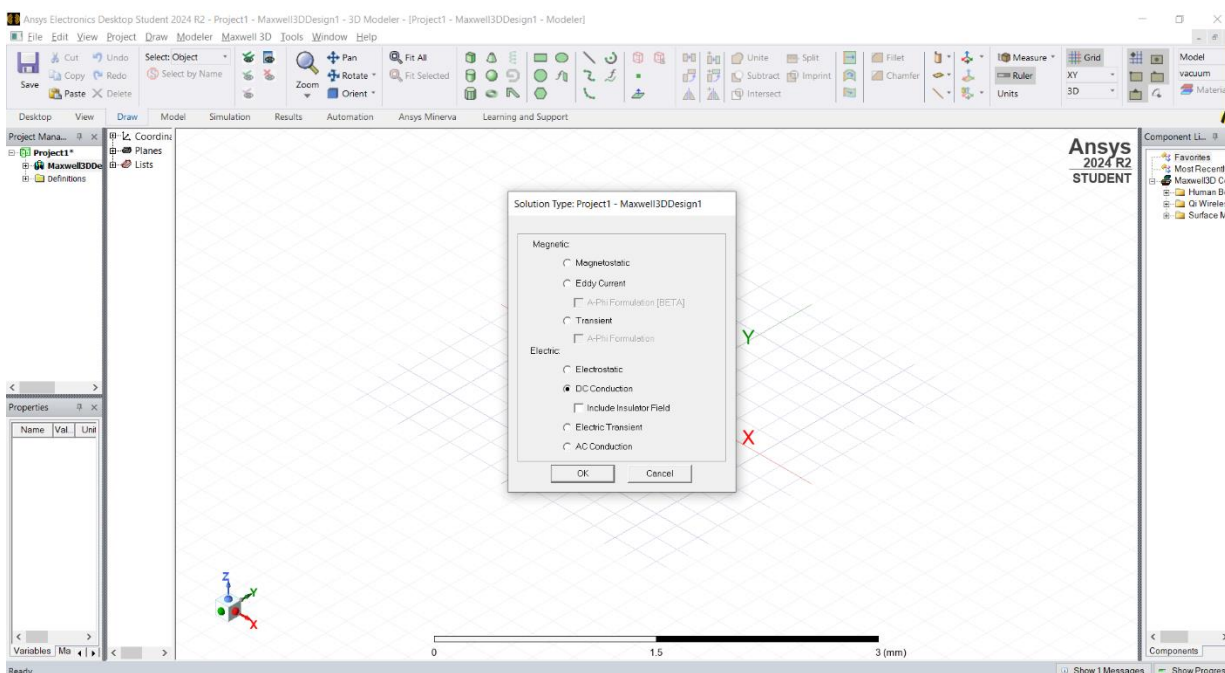 Ansys Electronics Desktop Student 2024 R2 - Project1 - Maxwell3DDesign1 - 3D Modeler - [Project1 - Maxwell3DDesign1 - Modeler]
File Edit View Project Draw Modeler Maxwell 3D Tools Window Help
Save
Cut
Copy
Paste
Undo
Redo
Delete
Select: Object
Select by Name
Zoom
Pan
Rotate
Orient
Fit All
Fit Selected
Unite
Subtract
Intersect
Split
Imprint
Fillet
Chamfer
Measure
Ruler
Units
Grid
XY
3D
Model
vacuum
Materia
Desktop View Draw Model Simulation Results Automation Ansys Minerva Learning and Support
Project Mana...
Project1*
Maxwell3DDe
Definitions
Coordina
Planes
Lists
Properties
Name Val... Unit
Variables Ma
Ansys
2024 R2
STUDENT
Solution Type: Project1 - Maxwell3DDesign1
Magnetic:
Magnetostatic
Eddy Current
A-Phi Formulation [BETA]
Transient
A-Phi Formulation
Electric:
Electrostatic
DC Conduction
Include Insulator Field
Electric Transient
AC Conduction
OK Cancel
Y
X
Z
Y
X
0 1.5 3 (mm)
Component Li...
Favorites
Most Recentl
Maxwell3D C
Human B
Qi Wirele
Surface M
Components
Ready
Show 1 Messages Show Progres